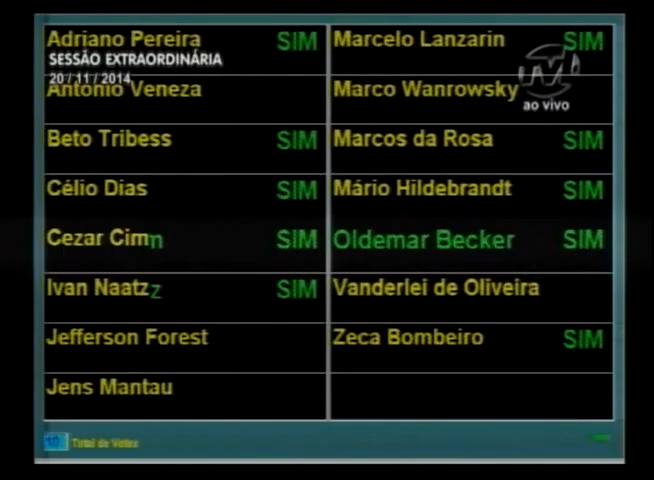 Adriano Pereira SIM
SESSÃO EXTRAORDINÁRIA
20 / 11 / 2014
Antonio Veneza
Beto Tribess SIM
Célio Dias SIM
Cezar Cim SIM
Ivan Naatz SIM
Jefferson Forest
Jens Mantau
Marcelo Lanzarin SIM
TVL
ao vivo
Marco Wanrowsky
Marcos da Rosa SIM
Mário Hildebrandt SIM
Oldemar Becker SIM
Vanderlei de Oliveira
Zeca Bombeiro SIM
10 Total de Votos